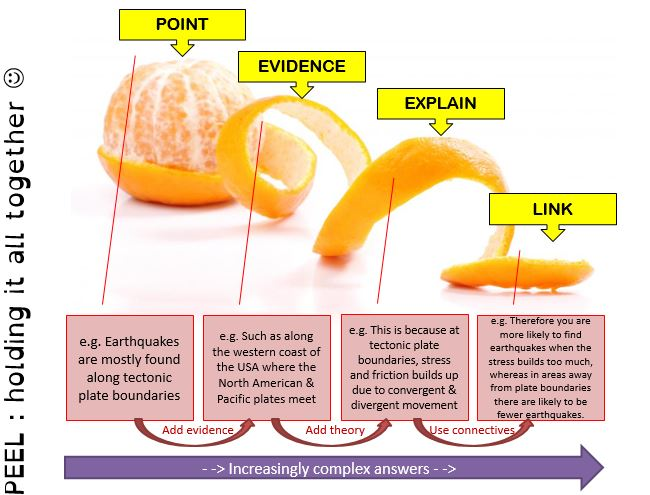 PEEL : holding it all together ☺
POINT
EVIDENCE
EXPLAIN
LINK
e.g. Earthquakes
are mostly found
along tectonic
plate boundaries
e.g. Such as along
the western coast of
the USA where the
North American &
Pacific plates meet
e.g. This is because at
tectonic plate
boundaries, stress
and friction builds up
due to convergent &
divergent movement
e.g. Therefore you are
more likely to find
earthquakes when the
stress builds too much,
whereas in areas away
from plate boundaries
there are likely to be
fewer earthquakes.
Add evidence
Add theory
Use connectives
- -> Increasingly complex answers - ->